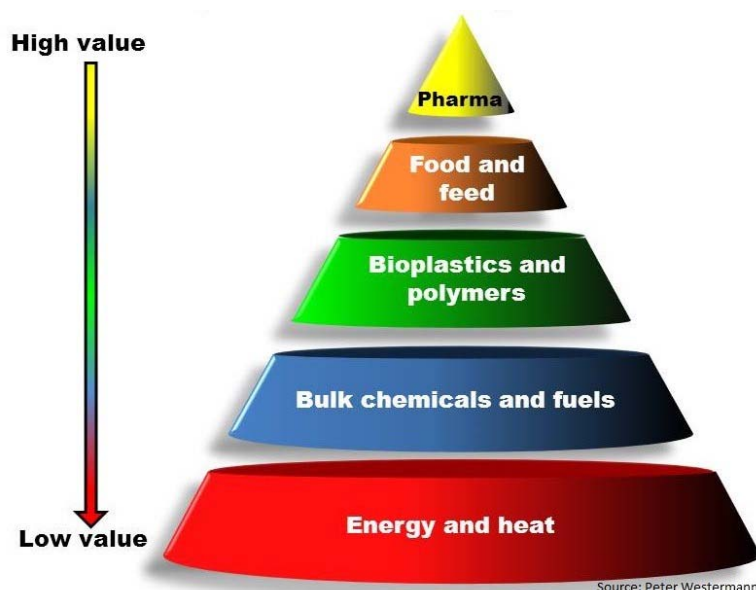 High value
Pharma
Food and
feed
Bioplastics and
polymers
Bulk chemicals and fuels
Energy and heat
Low value
Source: Peter Westermann